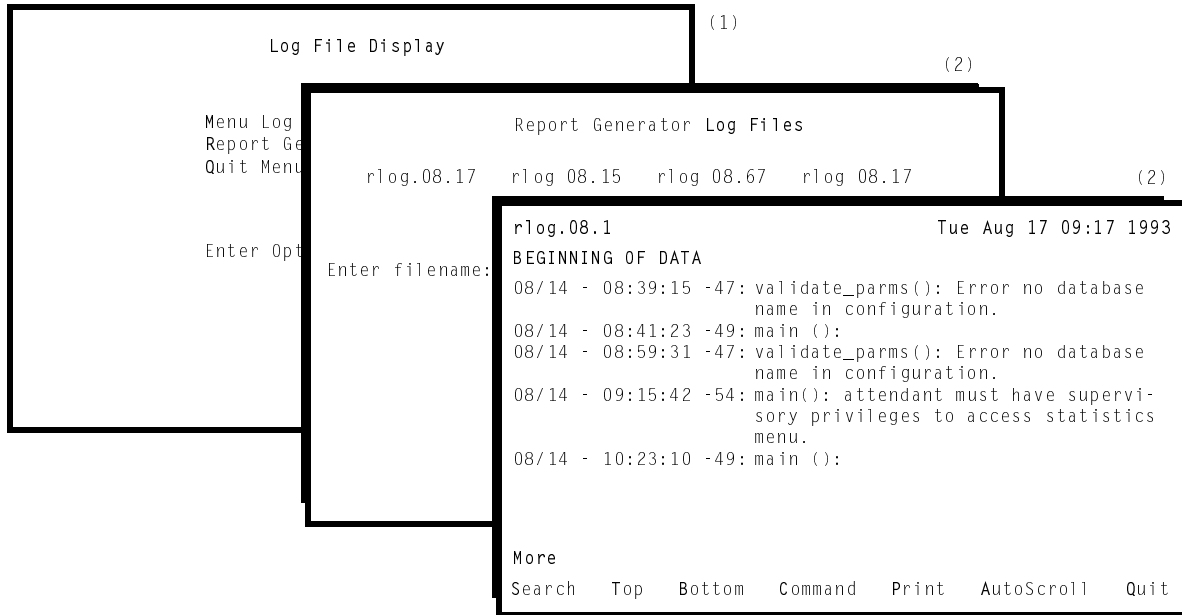 (1)
Log File Display
Menu Log
Report Ge
Quit Menu
Enter Opt
(2)
Report Generator Log Files
rlog.08.17 rlog 08.15 rlog 08.67 rlog 08.17
Enter filename:
(2)
rlog.08.1 Tue Aug 17 09:17 1993
BEGINNING OF DATA
08/14 - 08:39:15 -47: validate_parms(): Error no database
name in configuration.
08/14 - 08:41:23 -49: main ():
08/14 - 08:59:31 -47: validate_parms(): Error no database
name in configuration.
08/14 - 09:15:42 -54: main(): attendant must have supervi-
sory privileges to access statistics
menu.
08/14 - 10:23:10 -49: main ():
More
Search Top Bottom Command Print AutoScroll Quit